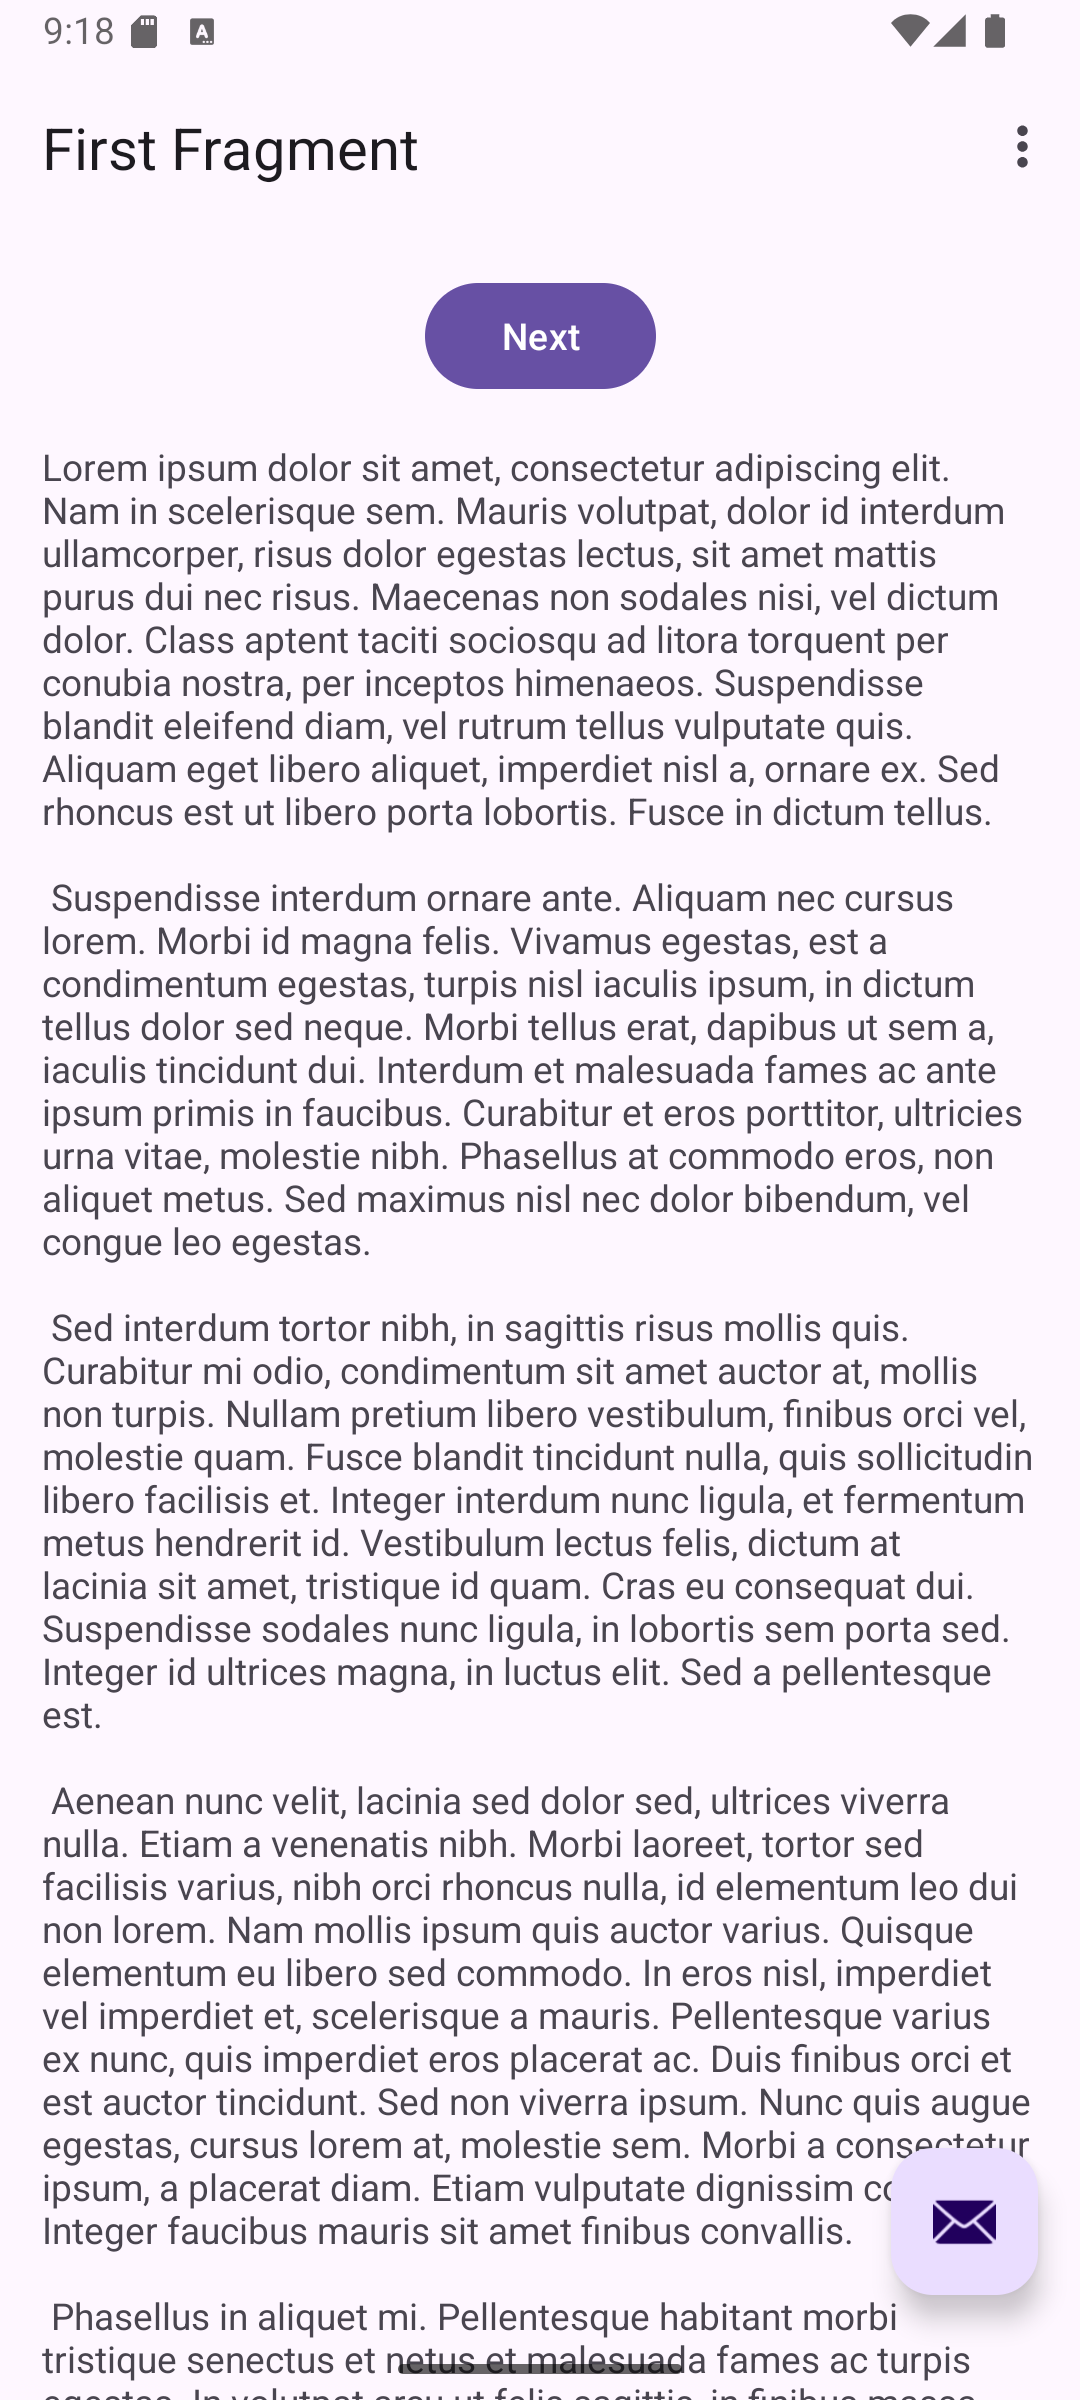 9:18
First Fragment
Next
Lorem ipsum dolor sit amet, consectetur adipiscing elit.
Nam in scelerisque sem. Mauris volutpat, dolor id interdum
ullamcorper, risus dolor egestas lectus, sit amet mattis
purus dui nec risus. Maecenas non sodales nisi, vel dictum
dolor. Class aptent taciti sociosqu ad litora torquent per
conubia nostra, per inceptos himenaeos. Suspendisse
blandit eleifend diam, vel rutrum tellus vulputate quis.
Aliquam eget libero aliquet, imperdiet nisl a, ornare ex. Sed
rhoncus est ut libero porta lobortis. Fusce in dictum tellus.
Suspendisse interdum ornare ante. Aliquam nec cursus
lorem. Morbi id magna felis. Vivamus egestas, est a
condimentum egestas, turpis nisl iaculis ipsum, in dictum
tellus dolor sed neque. Morbi tellus erat, dapibus ut sem a,
iaculis tincidunt dui. Interdum et malesuada fames ac ante
ipsum primis in faucibus. Curabitur et eros porttitor, ultricies
urna vitae, molestie nibh. Phasellus at commodo eros, non
aliquet metus. Sed maximus nisl nec dolor bibendum, vel
congue leo egestas.
Sed interdum tortor nibh, in sagittis risus mollis quis.
Curabitur mi odio, condimentum sit amet auctor at, mollis
non turpis. Nullam pretium libero vestibulum, finibus orci vel,
molestie quam. Fusce blandit tincidunt nulla, quis sollicitudin
libero facilisis et. Integer interdum nunc ligula, et fermentum
metus hendrerit id. Vestibulum lectus felis, dictum at
lacinia sit amet, tristique id quam. Cras eu consequat dui.
Suspendisse sodales nunc ligula, in lobortis sem porta sed.
Integer id ultrices magna, in luctus elit. Sed a pellentesque
est.
Aenean nunc velit, lacinia sed dolor sed, ultrices viverra
nulla. Etiam a venenatis nibh. Morbi laoreet, tortor sed
facilisis varius, nibh orci rhoncus nulla, id elementum leo dui
non lorem. Nam mollis ipsum quis auctor varius. Quisque
elementum eu libero sed commodo. In eros nisl, imperdiet
vel imperdiet et, scelerisque a mauris. Pellentesque varius
ex nunc, quis imperdiet eros placerat ac. Duis finibus orci et
est auctor tincidunt. Sed non viverra ipsum. Nunc quis augue
egestas, cursus lorem at, molestie sem. Morbi a consectetur
ipsum, a placerat diam. Etiam vulputate dignissim
Integer faucibus mauris sit amet finibus convallis.
Phasellus in aliquet mi. Pellentesque habitant morbi
tristique senectus et netus et malesuada fames ac turpis